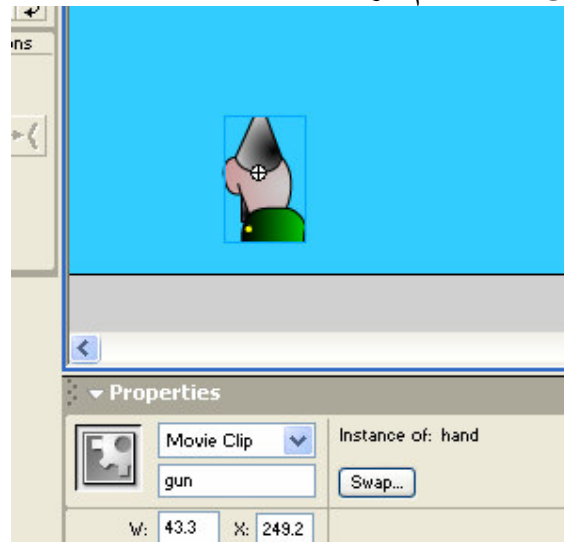 ons
Properties
Movie Clip
Instance of: hand
gun
Swap...
W: 43.3 X: 249.2